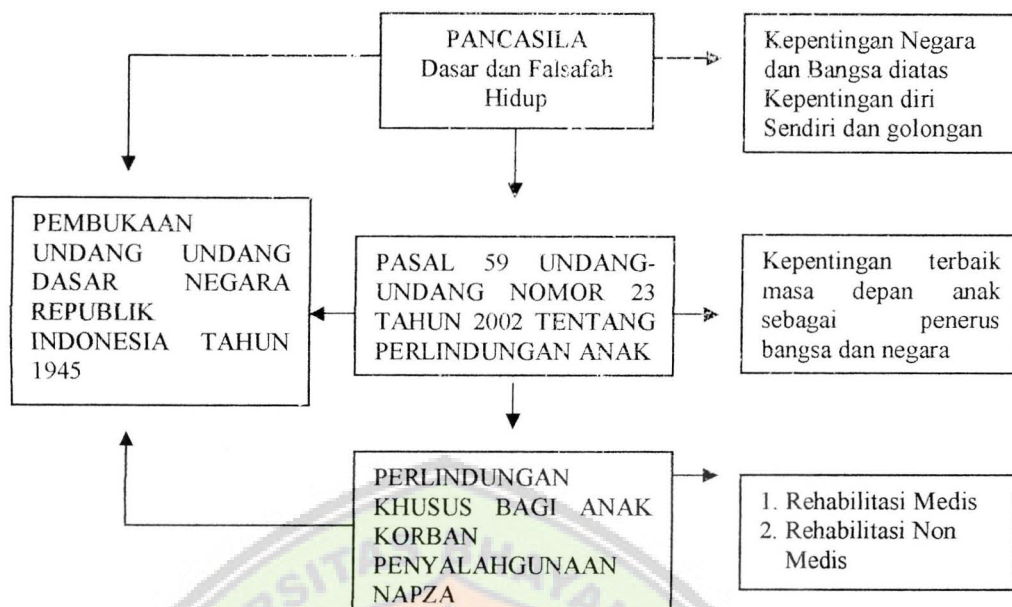 PANCASILA
Dasar dan Falsafah
Hidup
Kepentingan Negara
dan Bangsa diatas
Kepentingan diri
Sendiri dan golongan
PEMBUKAAN
UNDANG UNDANG
DASAR NEGARA
REPUBLIK
INDONESIA TAHUN
1945
PASAL 59 UNDANG-
UNDANG NOMOR 23
TAHUN 2002 TENTANG
PERLINDUNGAN ANAK
Kepentingan terbaik
masa depan anak
sebagai penerus
bangsa dan negara
PERLINDUNGAN
KHUSUS BAGI ANAK
KORBAN
PENYALAHGUNAAN
NAPZA
1. Rehabilitasi Medis
2. Rehabilitasi Non
Medis